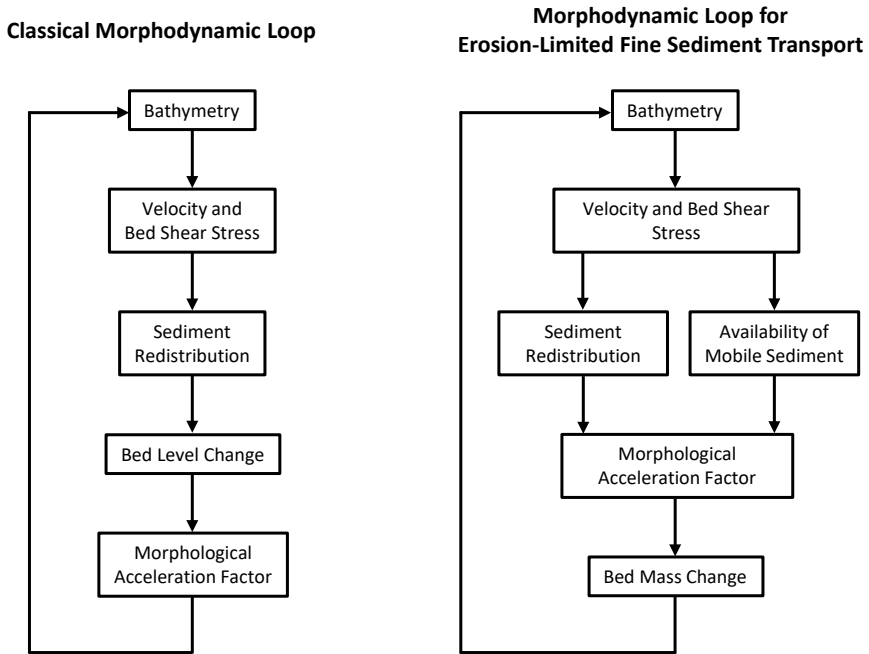 Classical Morphodynamic Loop
Bathymetry
Velocity and
Bed Shear Stress
Sediment
Redistribution
Bed Level Change
Morphological
Acceleration Factor
Morphodynamic Loop for
Erosion-Limited Fine Sediment Transport
Bathymetry
Velocity and Bed Shear
Stress
Sediment
Redistribution
Availability of
Mobile Sediment
Morphological
Acceleration Factor
Bed Mass Change